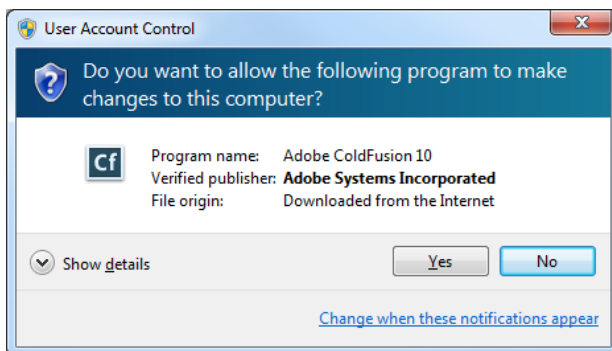 User Account Control
x
Do you want to allow the following program to make
changes to this computer?
Cf
Program name: Adobe ColdFusion 10
Verified publisher: Adobe Systems Incorporated
File origin: Downloaded from the Internet
Show details
Yes
No
Change when these notifications appear